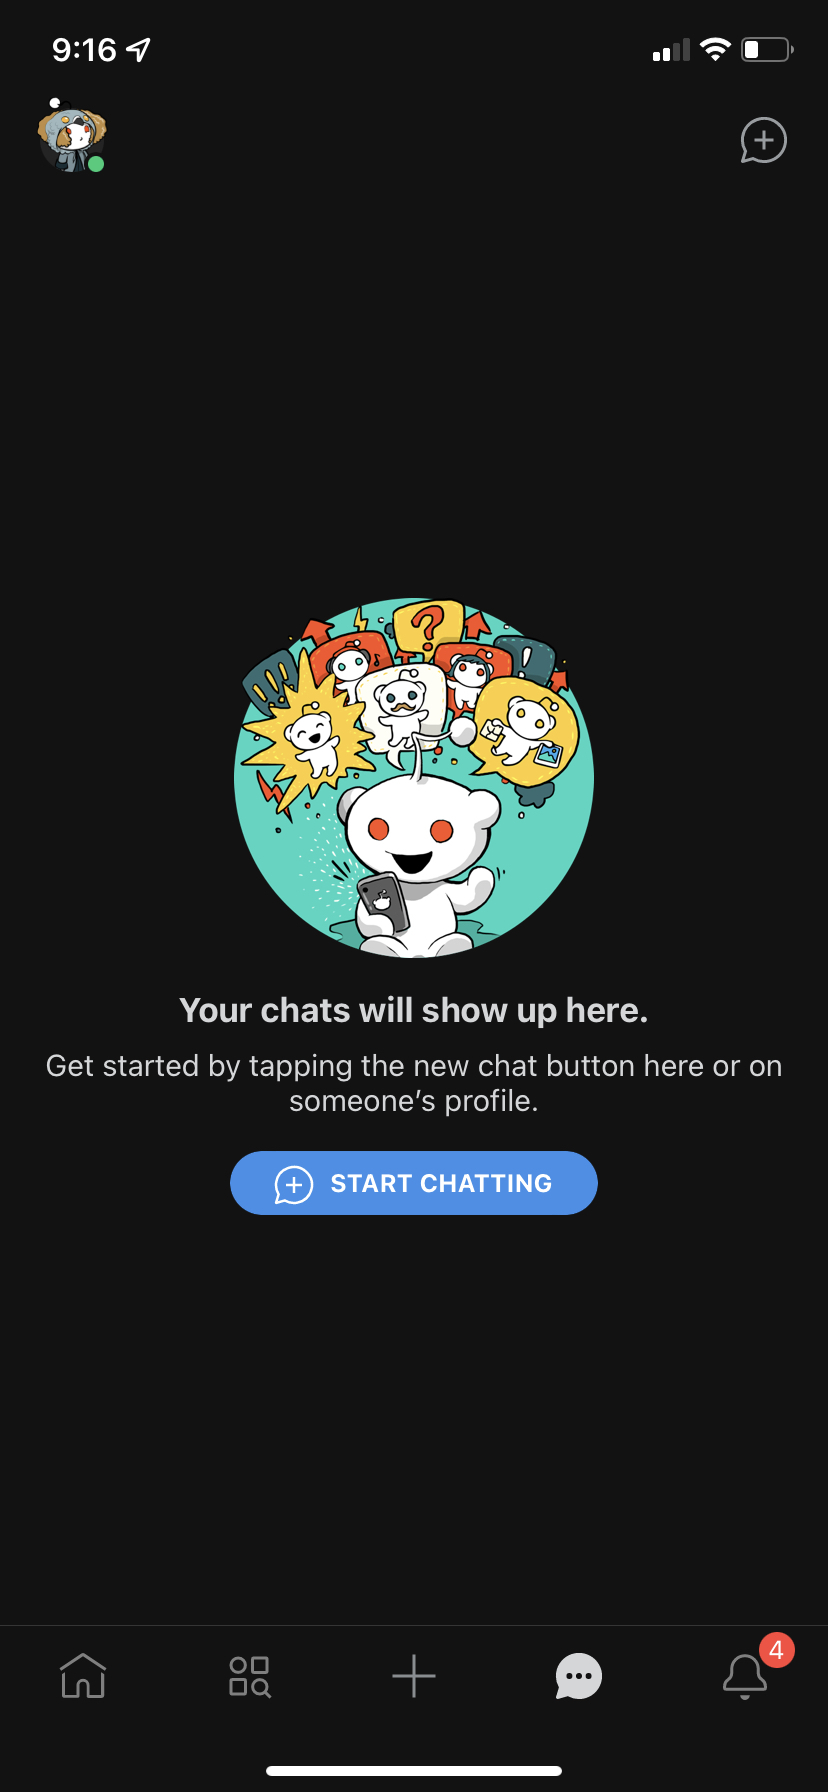 9:16
Your chats will show up here.
Get started by tapping the new chat button here or on
someone’s profile.
START CHATTING
4